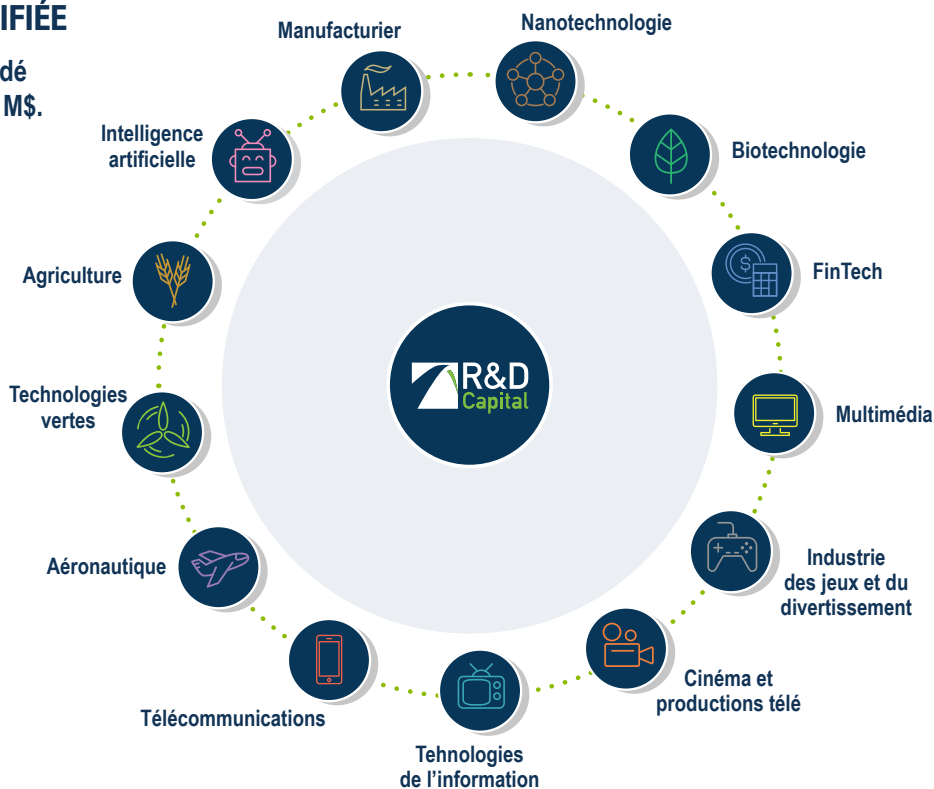 IFIÉE
dé
M$.
Manufacturier
Nanotechnologie
Biotechnologie
FinTech
Multimédia
Industrie
des jeux et du
divertissement
Cinéma et
productions télé
Tehnologies
de l’information
Télécommunications
Aéronautique
Technologies
vertes
Agriculture
Intelligence
artificielle
R&D
Capital
$